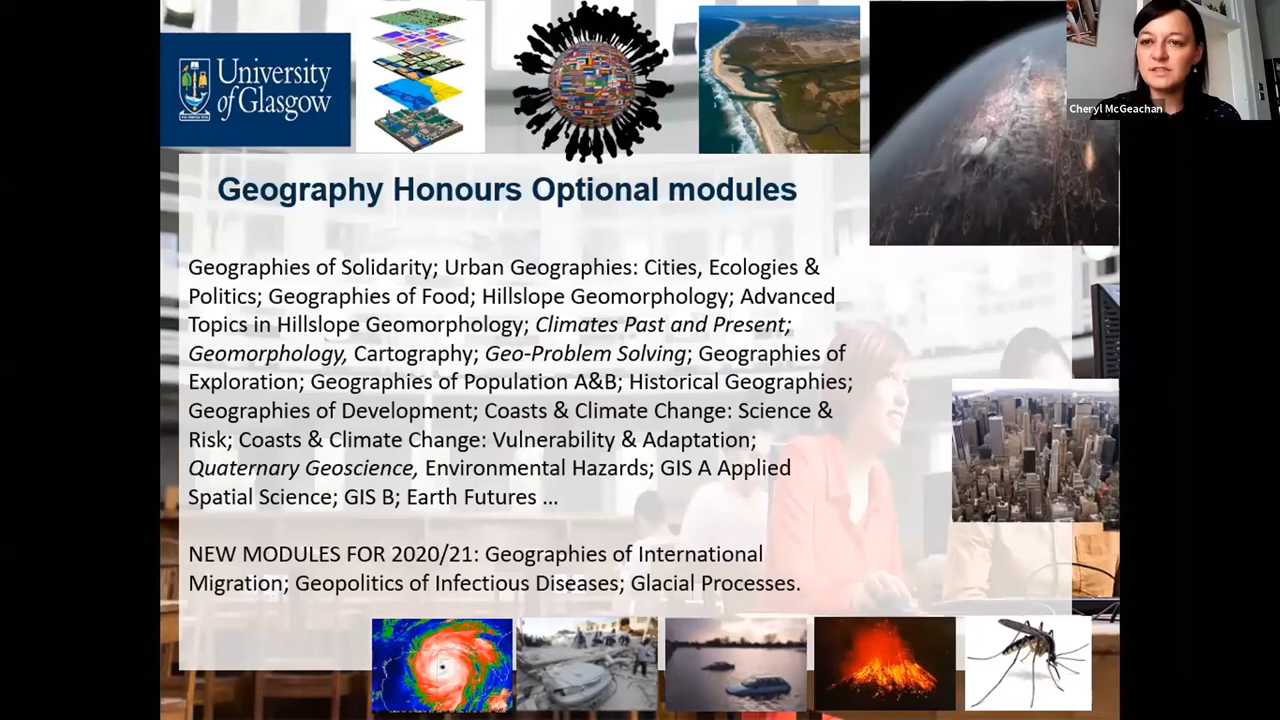 University
of Glasgow
Cheryl McGeachan
Geography Honours Optional modules
Geographies of Solidarity; Urban Geographies: Cities, Ecologies &
Politics; Geographies of Food; Hillslope Geomorphology; Advanced
Topics in Hillslope Geomorphology; Climates Past and Present;
Geomorphology, Cartography; Geo-Problem Solving; Geographies of
Exploration; Geographies of Population A&B; Historical Geographies;
Geographies of Development; Coasts & Climate Change: Science &
Risk; Coasts & Climate Change: Vulnerability & Adaptation;
Quaternary Geoscience, Environmental Hazards; GIS A Applied
Spatial Science; GIS B; Earth Futures ...
NEW MODULES FOR 2020/21: Geographies of International
Migration; Geopolitics of Infectious Diseases; Glacial Processes.